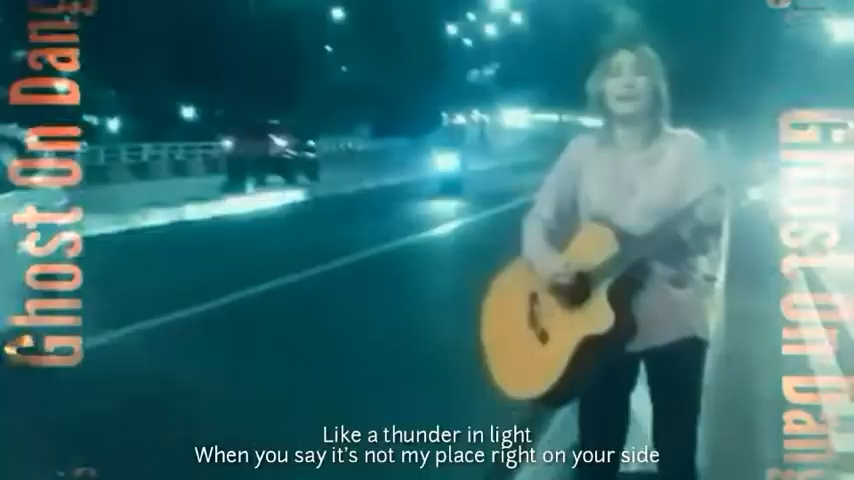 Ghost On Dang
Ghost On Dang
Like a thunder in light
When you say it's not my place right on your side